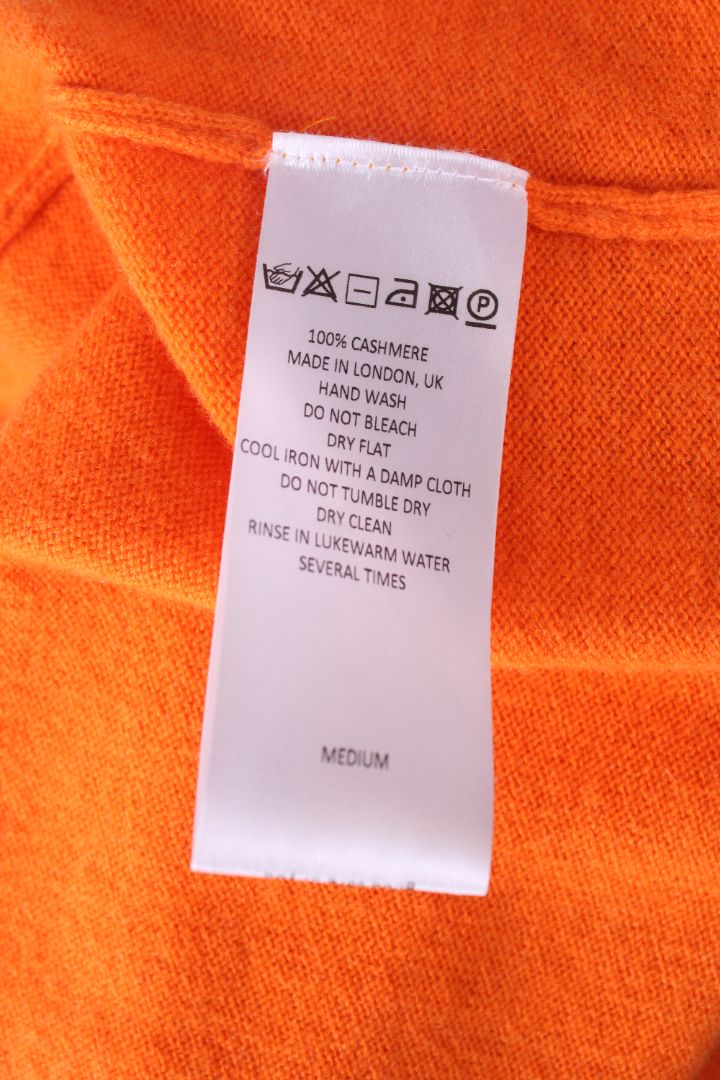 P
100% CASHMERE
MADE IN LONDON, UK
HAND WASH
DO NOT BLEACH
DRY FLAT
COOL IRON WITH A DAMP CLOTH
DO NOT TUMBLE DRY
DRY CLEAN
RINSE IN LUKEWARM WATER
SEVERAL TIMES
MEDIUM